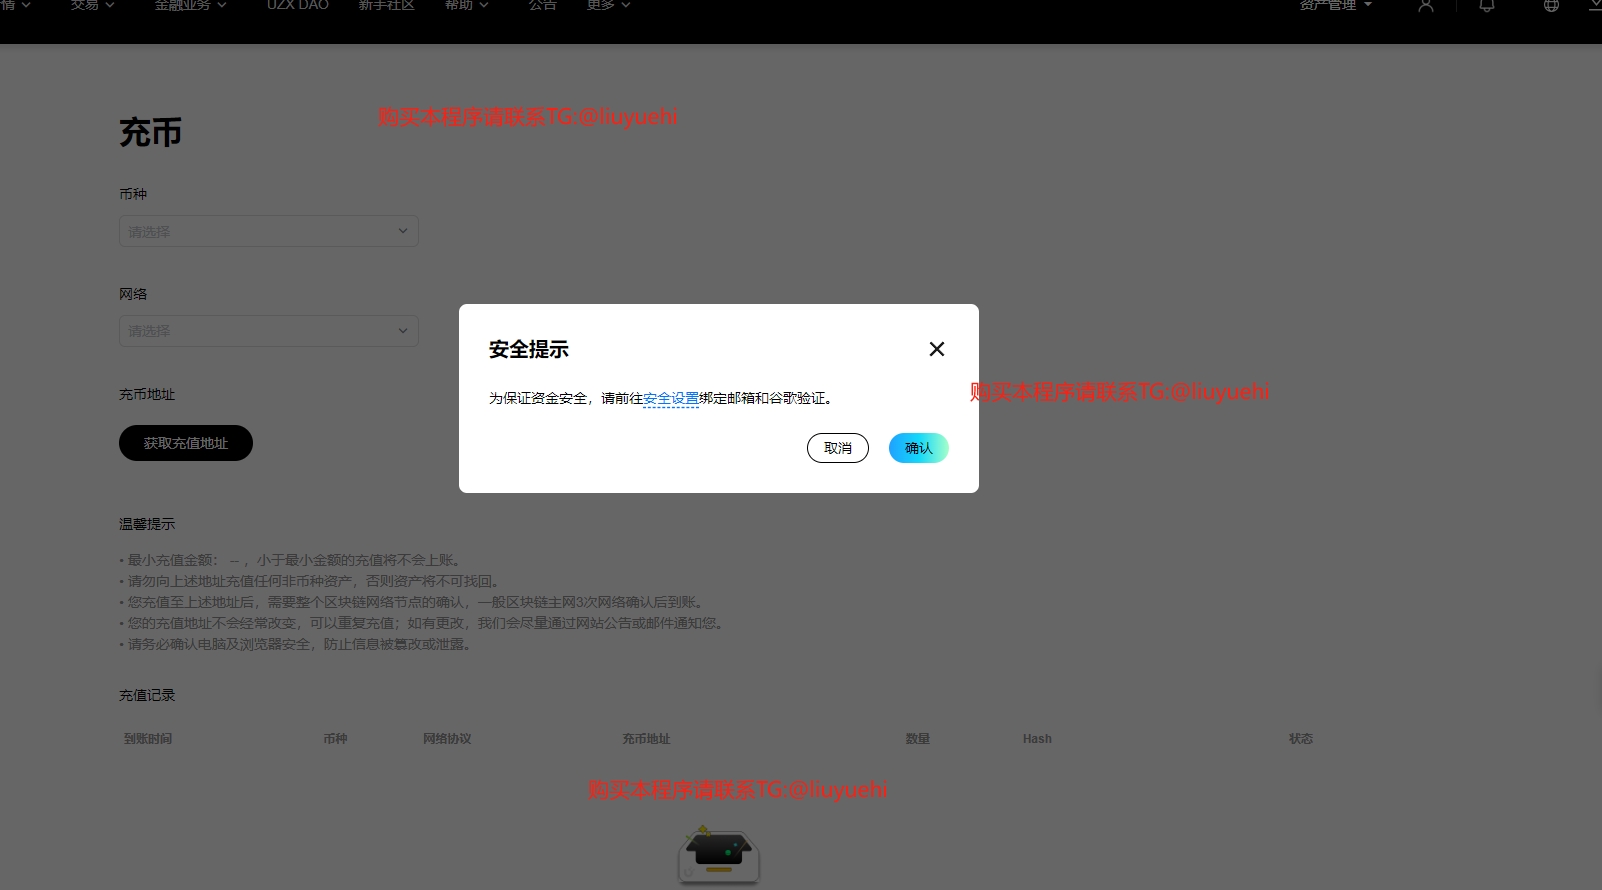 情 交易 金融业务 UZX DAO 新手社区 帮助 公告 更多 资产管理
购买本程序请联系TG:@liuyuehi
充币
币种
请选择
网络
请选择
安全提示
为保证资金安全，请前往安全设置绑定邮箱和谷歌验证。
购买本程序请联系TG:@liuyuehi
充币地址
获取充值地址
取消 确认
温馨提示
• 最小充值金额： -- ，小于最小金额的充值将不会上账。
• 请勿向上述地址充值任何非币种资产，否则资产将不可找回。
• 您充值至上述地址后，需要整个区块链网络节点的确认，一般区块链主网3次网络确认后到账。
• 您的充值地址不会经常改变，可以重复充值；如有更改，我们会尽量通过网站公告或邮件通知您。
• 请务必确认电脑及浏览器安全，防止信息被篡改或泄露。
充值记录
到账时间 币种 网络协议 充币地址 数量 Hash 状态
购买本程序请联系TG:@liuyuehi